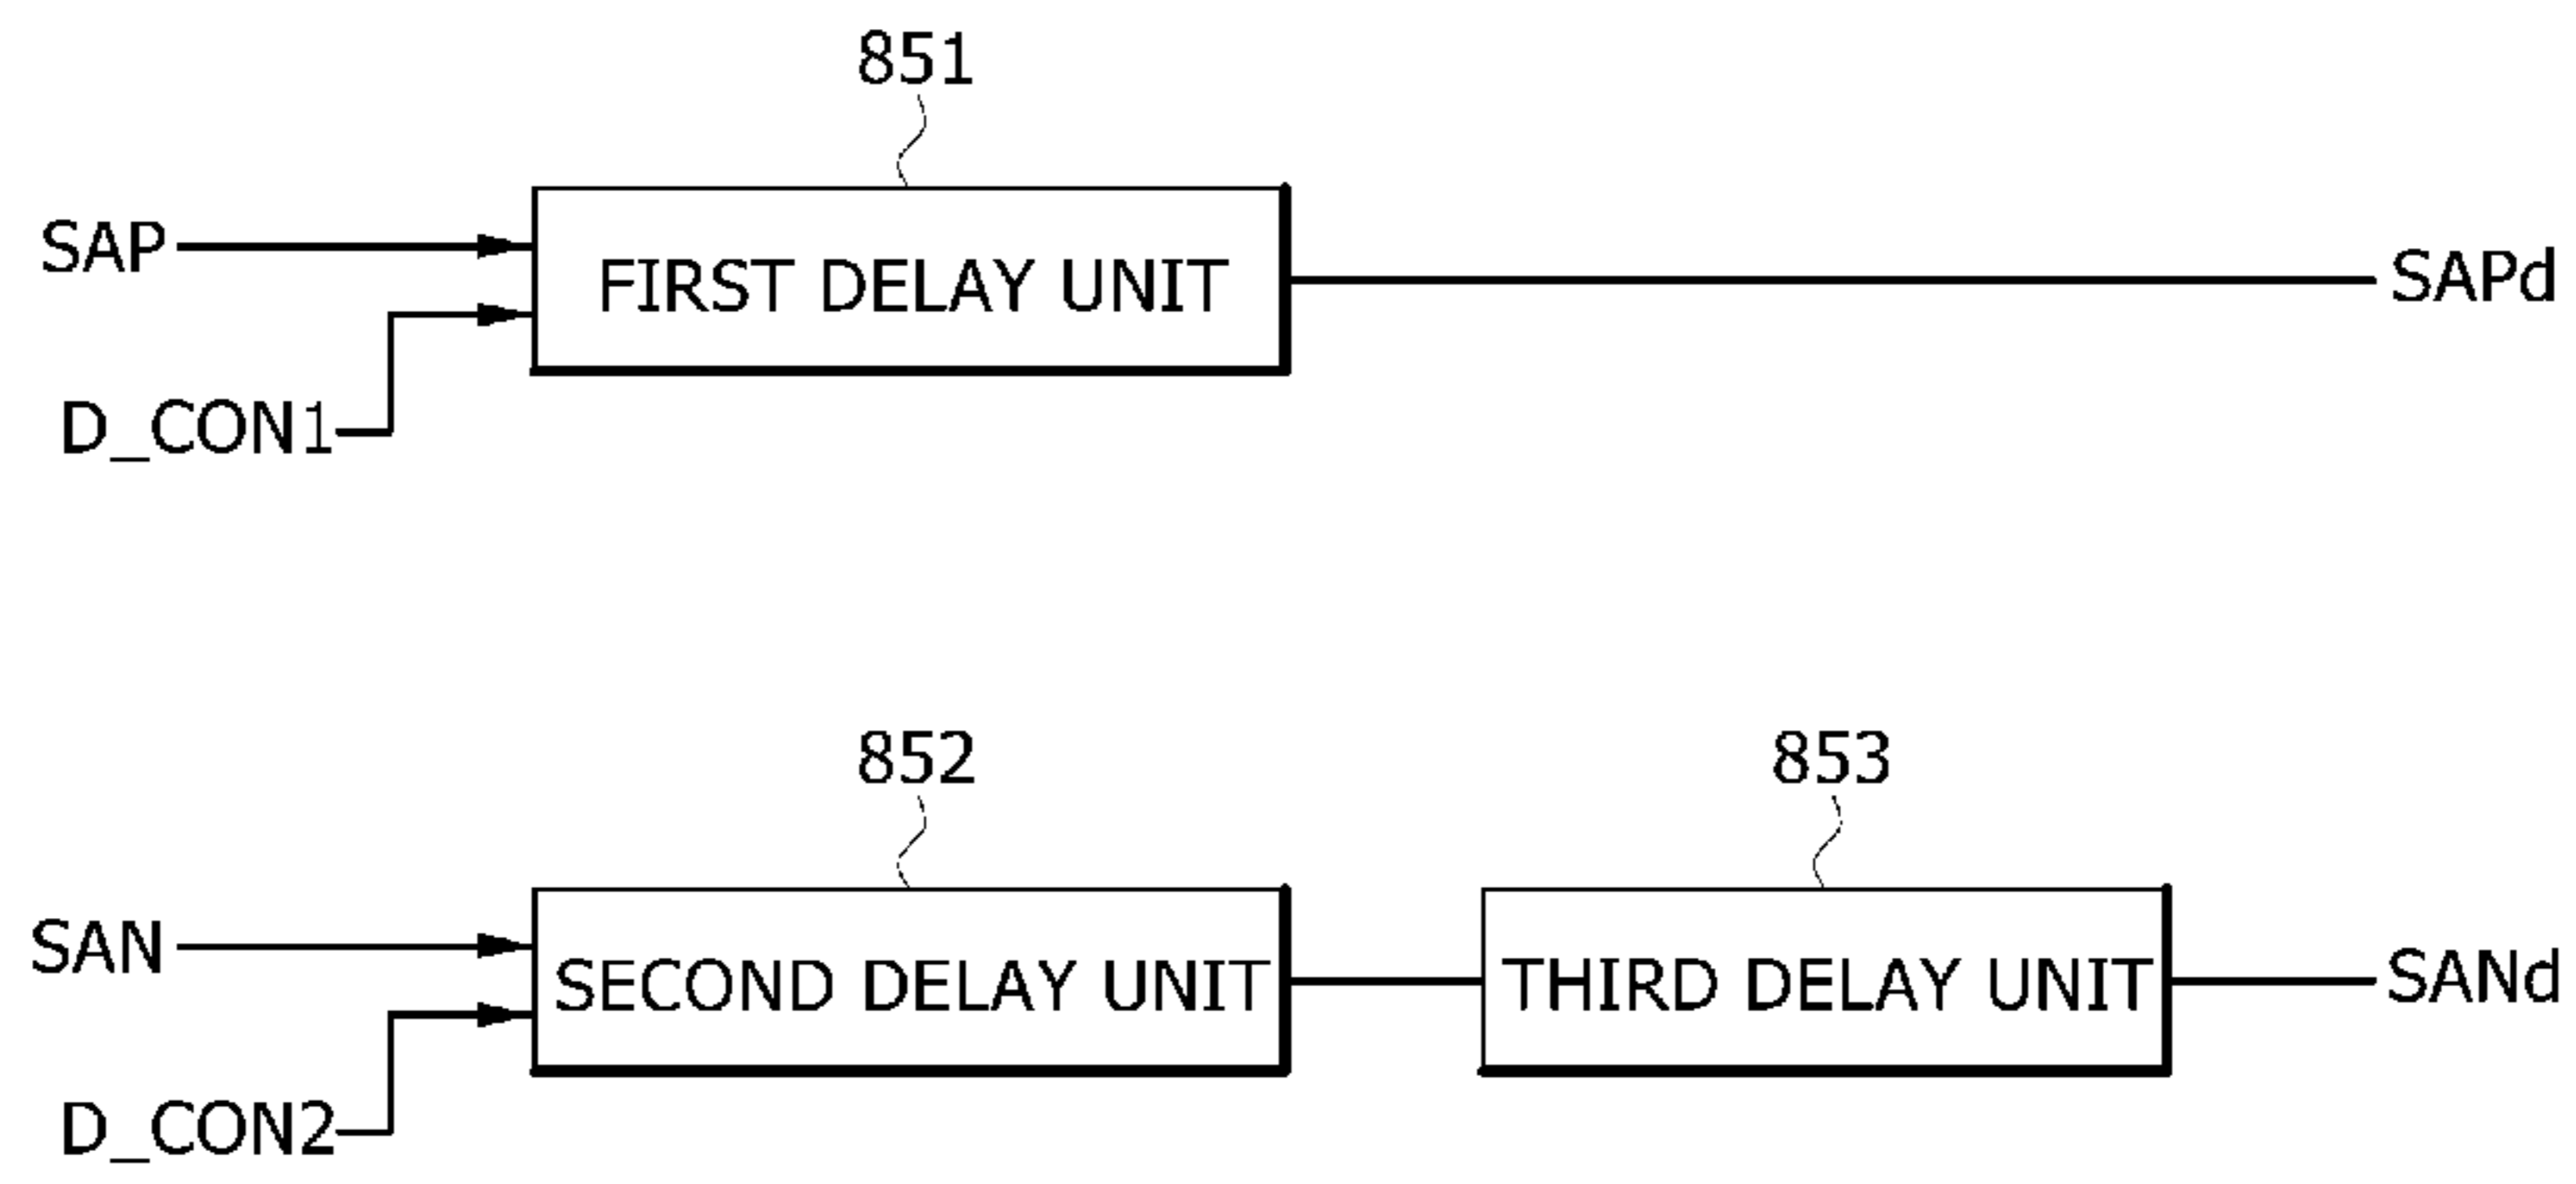 851
SAP
FIRST DELAY UNIT
SAPd
D_CON1
852
853
SAN
SECOND DELAY UNIT
THIRD DELAY UNIT
SANd
D_CON2